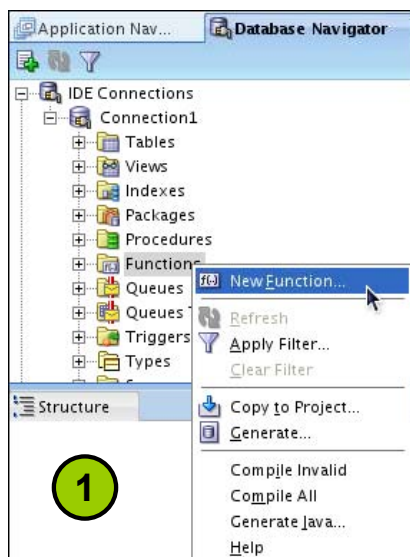 Application Nav...
Database Navigator
IDE Connections
Connection1
Tables
Views
Indexes
Packages
Procedures
Functions
Queues
Queues T
Triggers
Types
New Function...
Refresh
Apply Filter...
Clear Filter
Copy to Project...
Generate...
Compile Invalid
Compile All
Generate Java...
Help
Structure
1